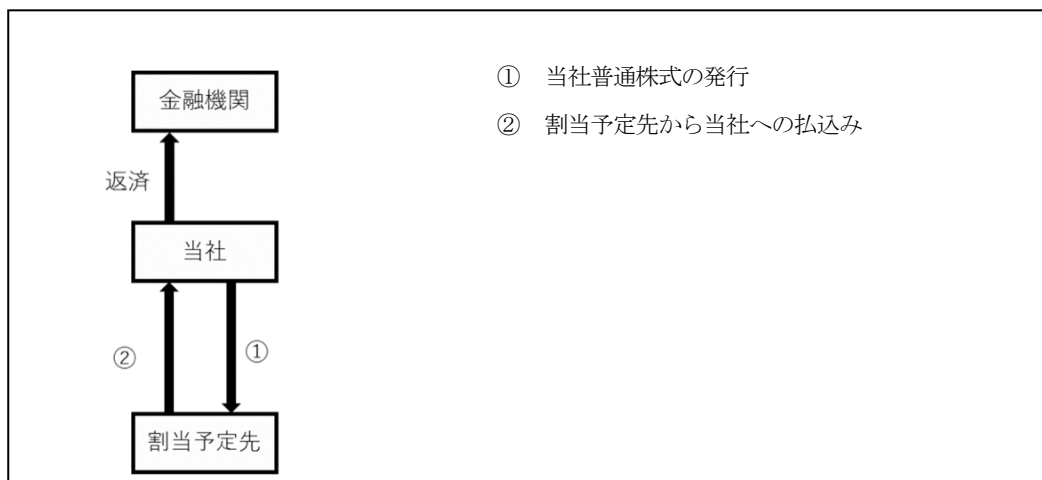 金融機関
返済
当社
②
①
割当予定先
① 当社普通株式の発行
② 割当予定先から当社への払込み